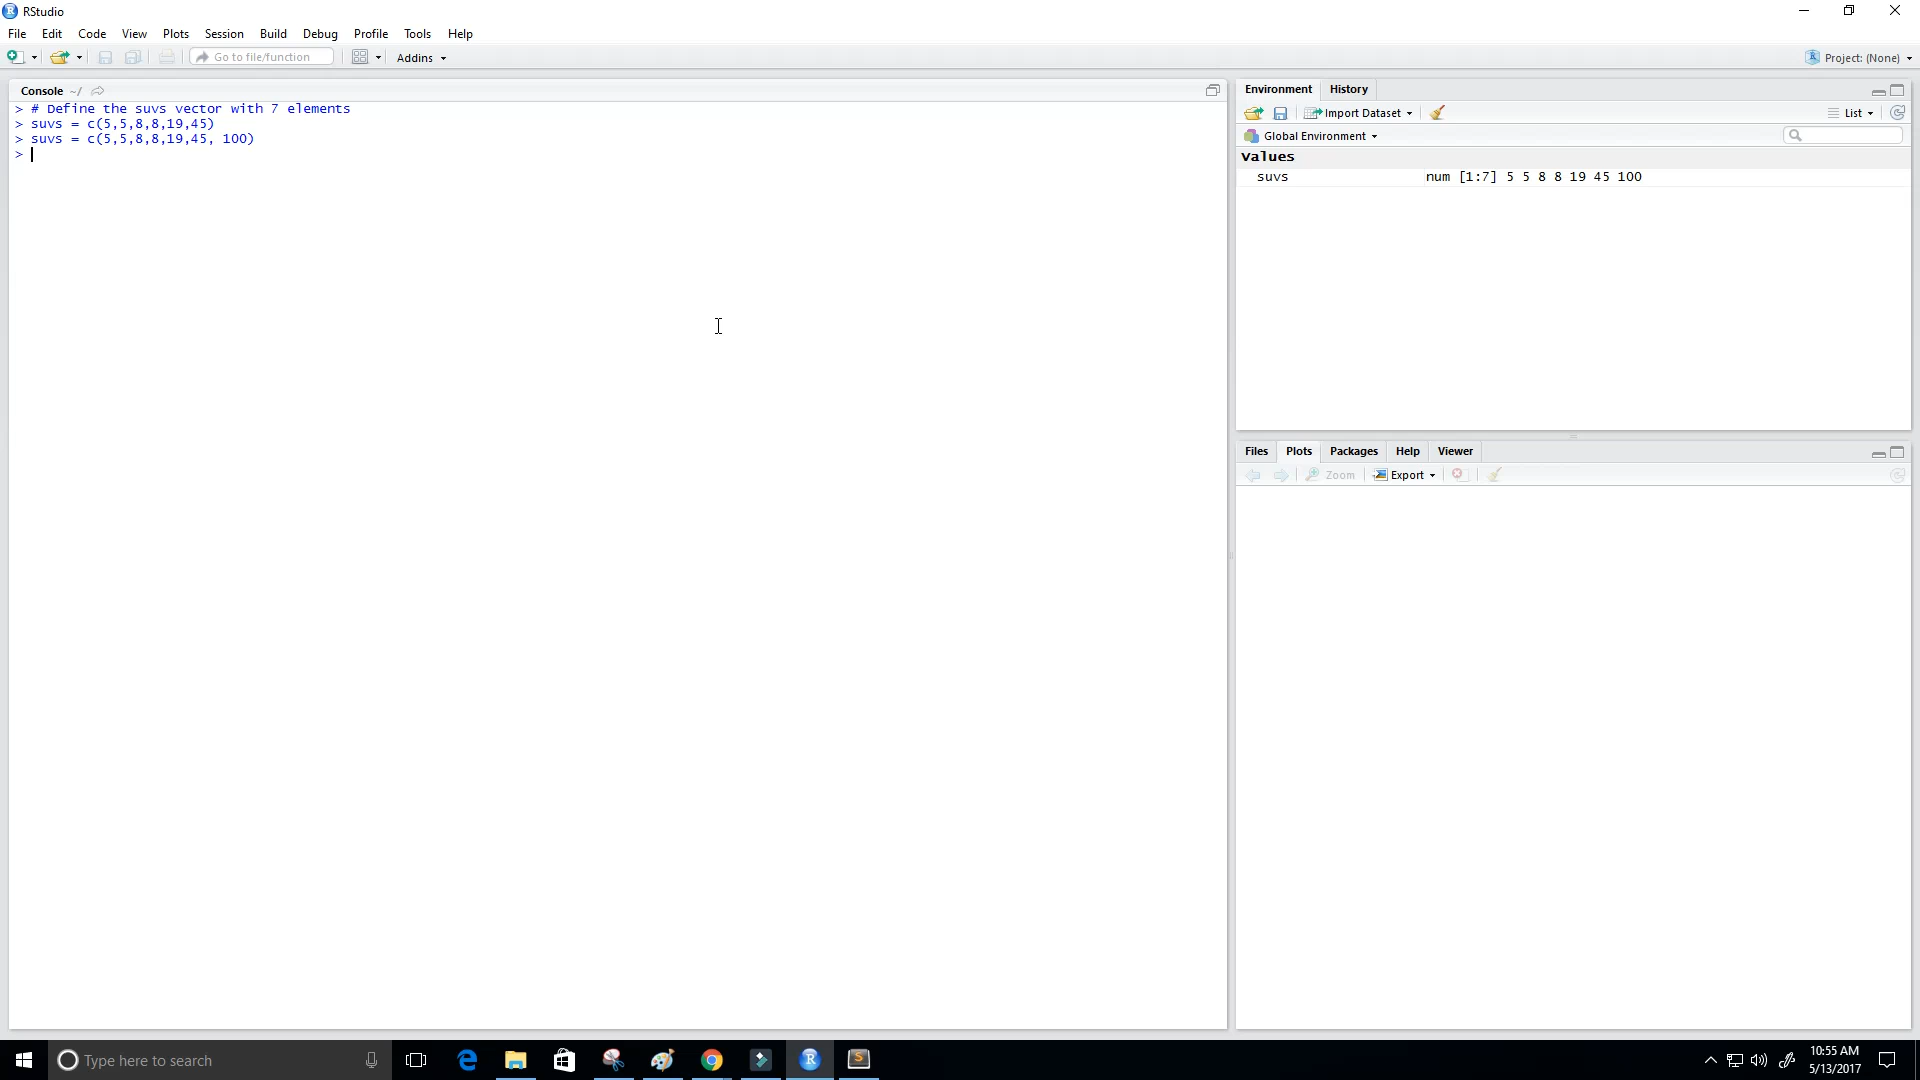 RStudio
File Edit Code View Plots Session Build Debug Profile Tools Help
Go to file/function Addins Project: (None)
Console ~/
> # Define the suvs vector with 7 elements
> suvs = c(5,5,8,8,19,45)
> suvs = c(5,5,8,8,19,45, 100)
>
Environment History
Import Dataset List
Global Environment
Values
suvs num [1:7] 5 5 8 8 19 45 100
Files Plots Packages Help Viewer
Zoom Export
Type here to search
10:55 AM
5/13/2017